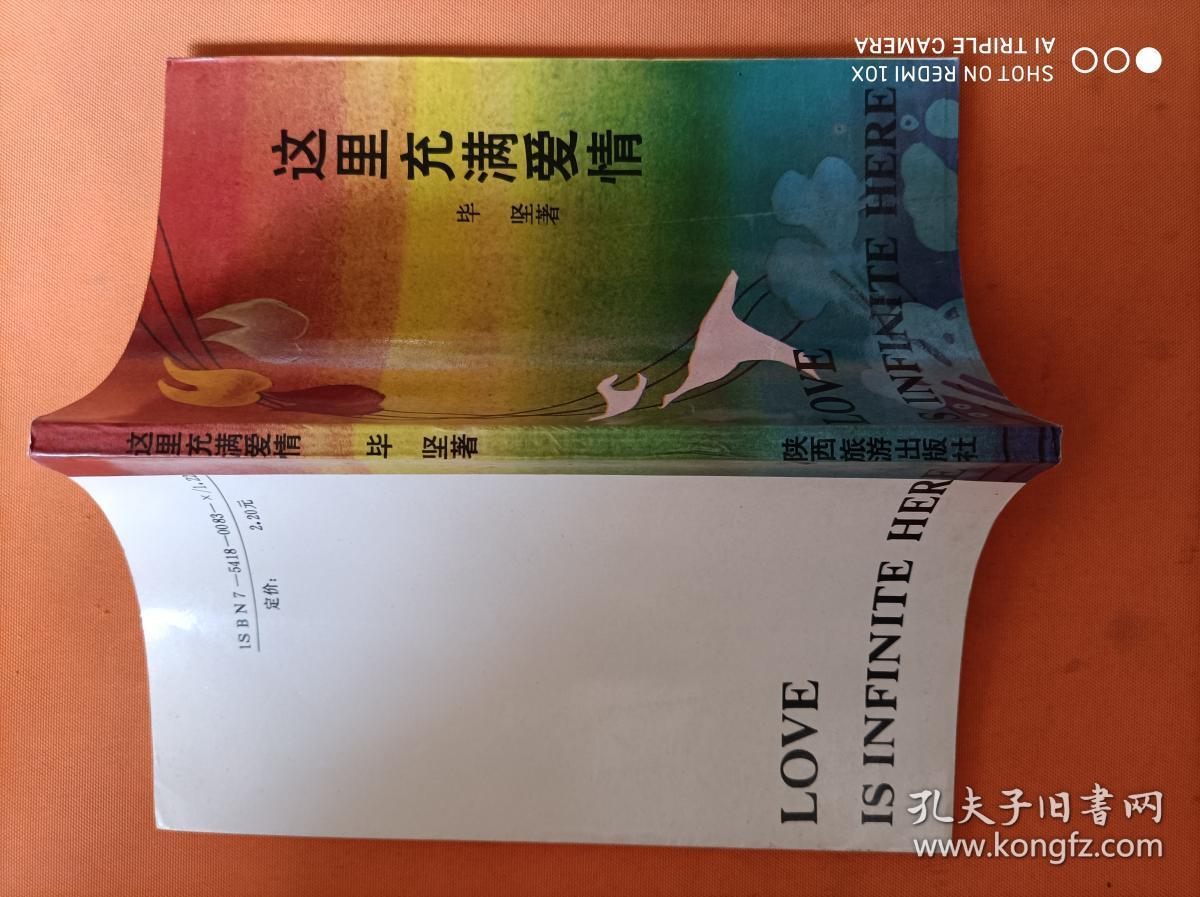 这里充满爱情
毕 坚著
LOVE
IS INFINITE HERE
这里充满爱情 毕 坚著 陕西旅游出版社
ISBN7-5418-0083-x/1.2
定价: 2.20元
LOVE
IS INFINITE HERE
SHOT ON REDMI 10X
AI TRIPLE CAMERA
孔夫子旧书网
www.kongfz.com